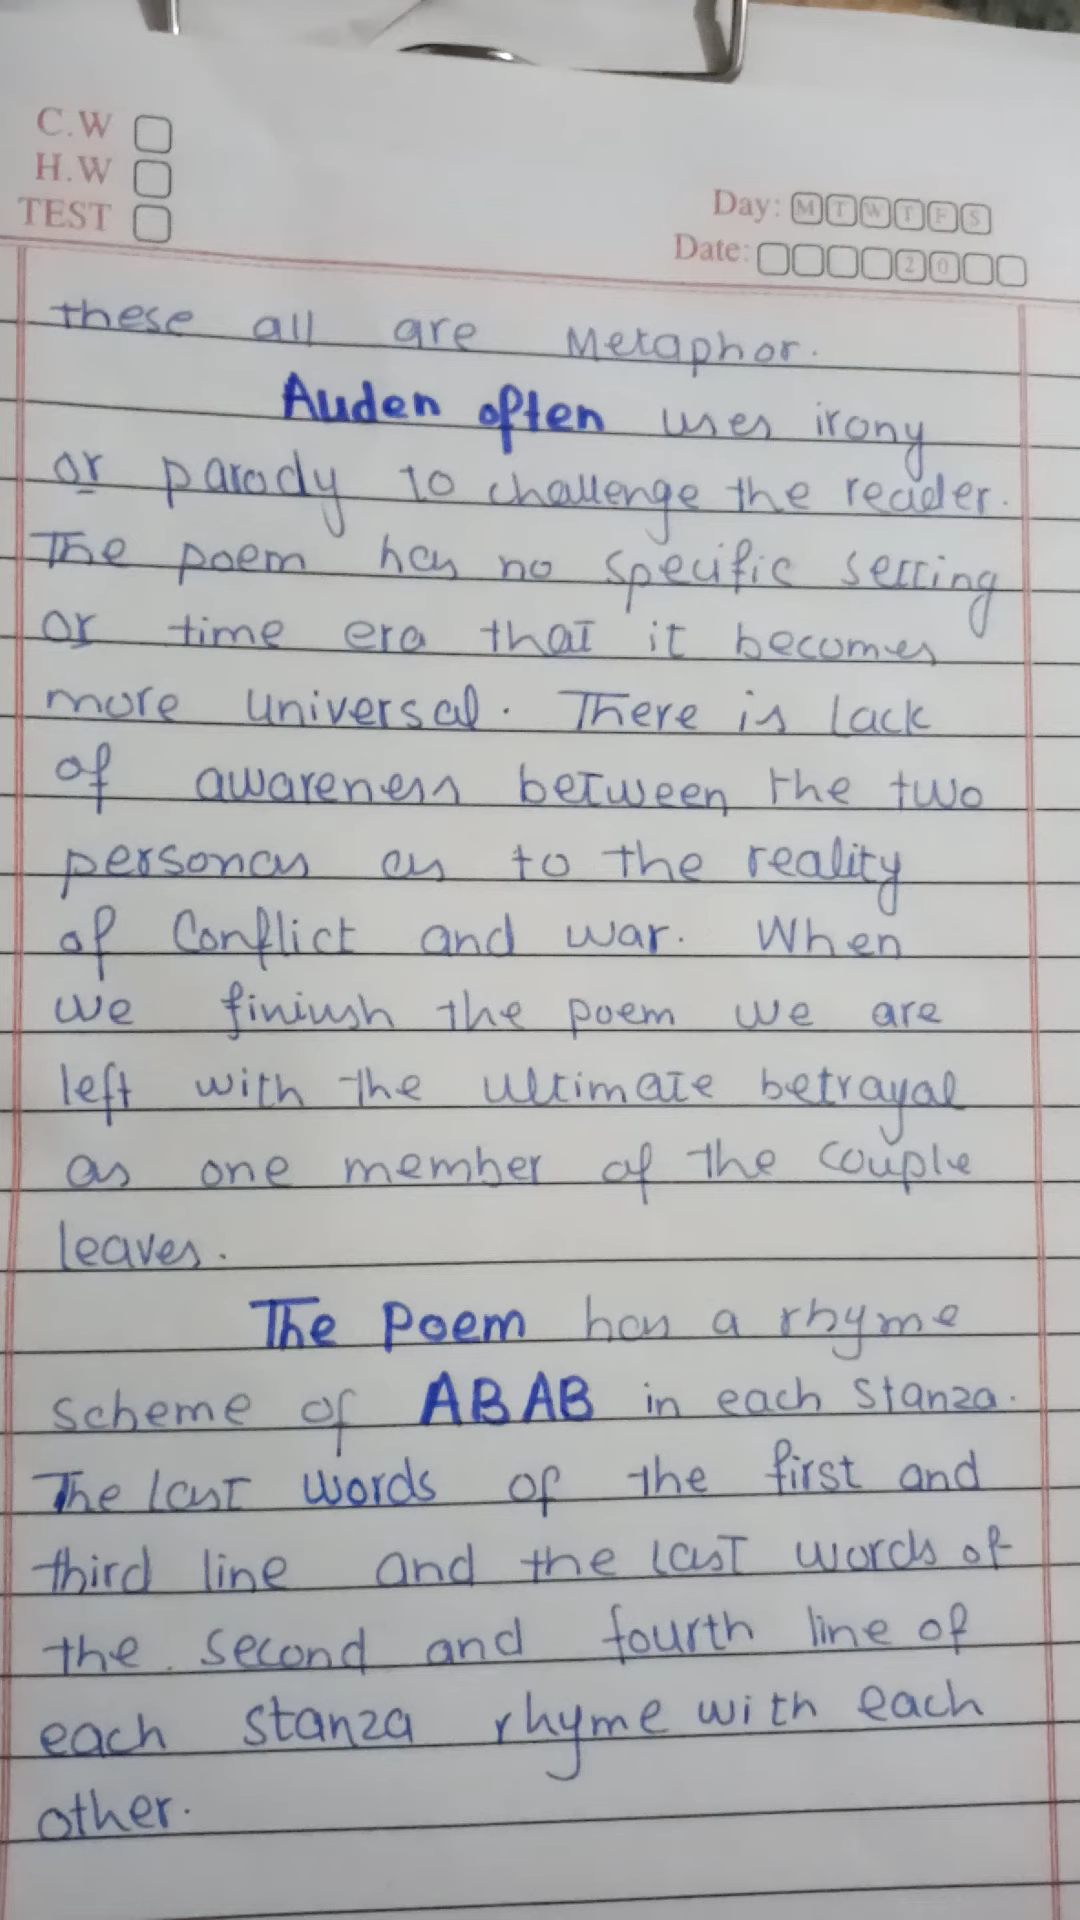 C.W
H.W
TEST
Day: M T W T F S
Date: 2 0
these all are Metaphor.
Auden often uses irony
or parody to challenge the reader.
The poem has no specific setting
or time era that it becomes
more universal. There is lack
of awareness between the two
personas as to the reality
of Conflict and war. When
we finiush the poem we are
left with the ultimate betrayal
as one member of the couple
leaves.
The Poem has a rhyme
scheme of ABAB in each stanza.
The last words of the first and
third line and the last words of
the second and fourth line of
each stanza rhyme with each
other.